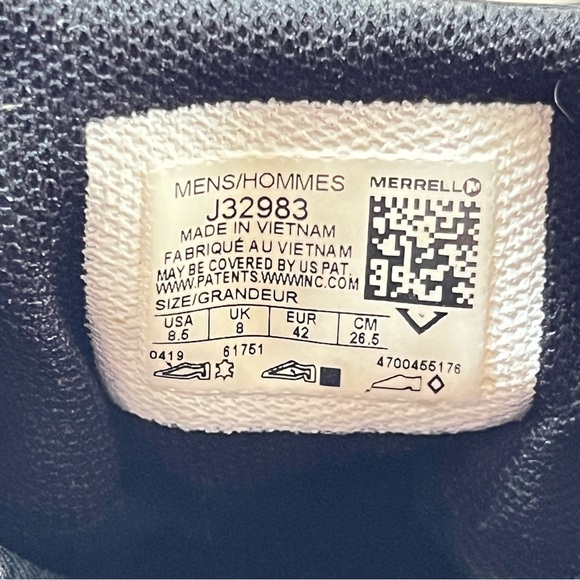 MENS/HOMMES
MERRELL M
J32983
MADE IN VIETNAM
FABRIQUÉ AU VIETNAM
MAY BE COVERED BY US PAT.
WWW.PATENTS.WWWINC.COM
SIZE/GRANDEUR
USA UK EUR CM
8.5 8 42 26.5
0419 61751 4700455176